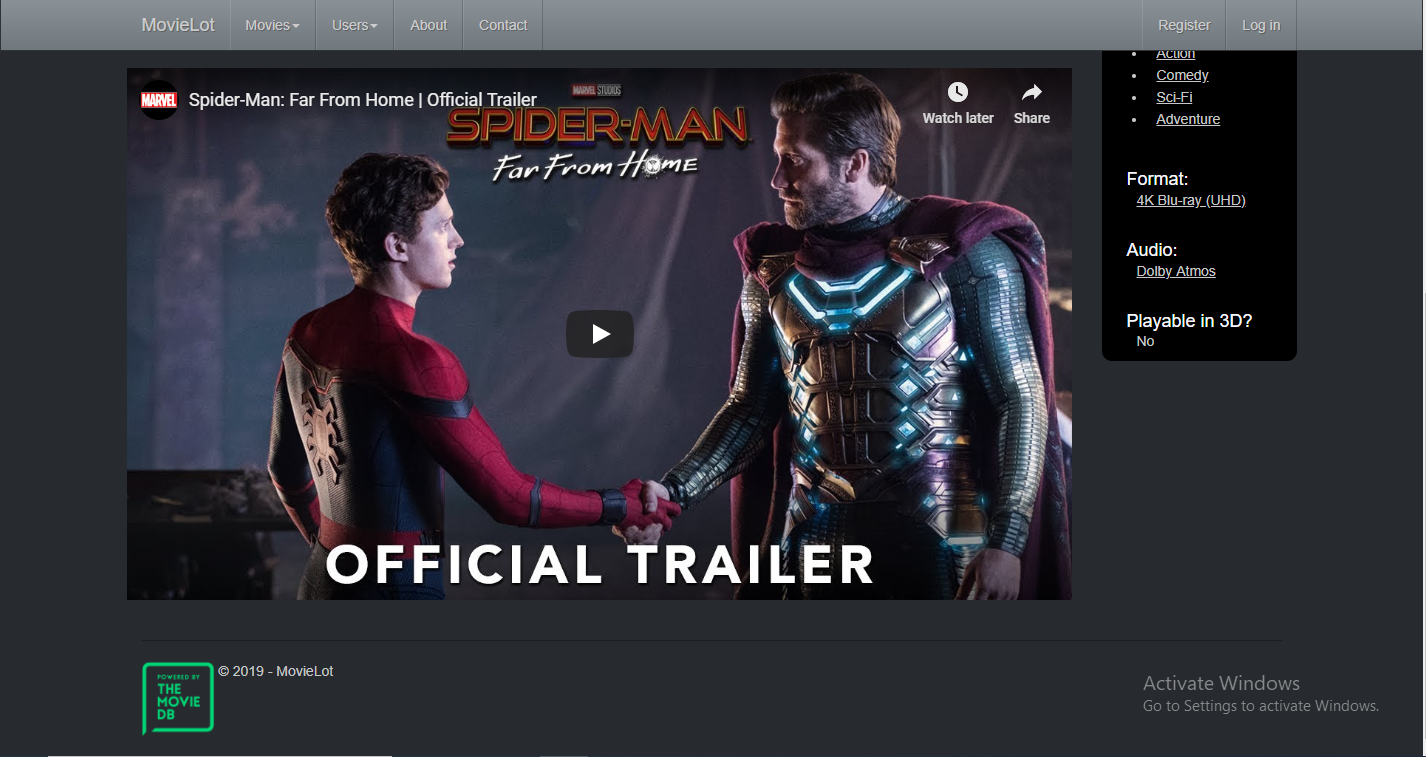 MovieLot Movies Users About Contact Register Log in
Action
Comedy
Sci-Fi
Adventure
Format:
4K Blu-ray (UHD)
Audio:
Dolby Atmos
Playable in 3D?
No
MARVEL
Spider-Man: Far From Home | Official Trailer
Watch later
Share
MARVEL STUDIOS
SPIDER-MAN
Far From Home
OFFICIAL TRAILER
POWERED BY
THE
MOVIE
DB
© 2019 - MovieLot
Activate Windows
Go to Settings to activate Windows.